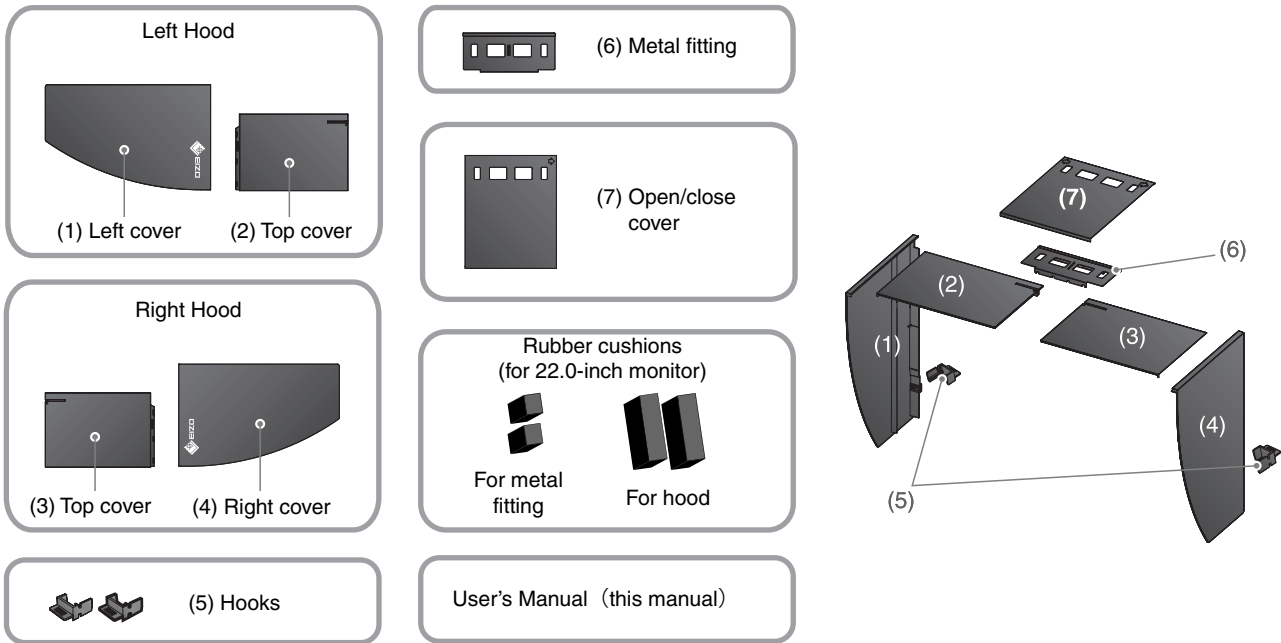 Left Hood
EIZO
(1) Left cover
(2) Top cover
Right Hood
EIZO
(3) Top cover
(4) Right cover
(5) Hooks
(6) Metal fitting
(7) Open/close
cover
Rubber cushions
(for 22.0-inch monitor)
For metal
fitting
For hood
User's Manual（this manual）
(7)
(6)
(2)
(3)
(1)
(4)
(5)